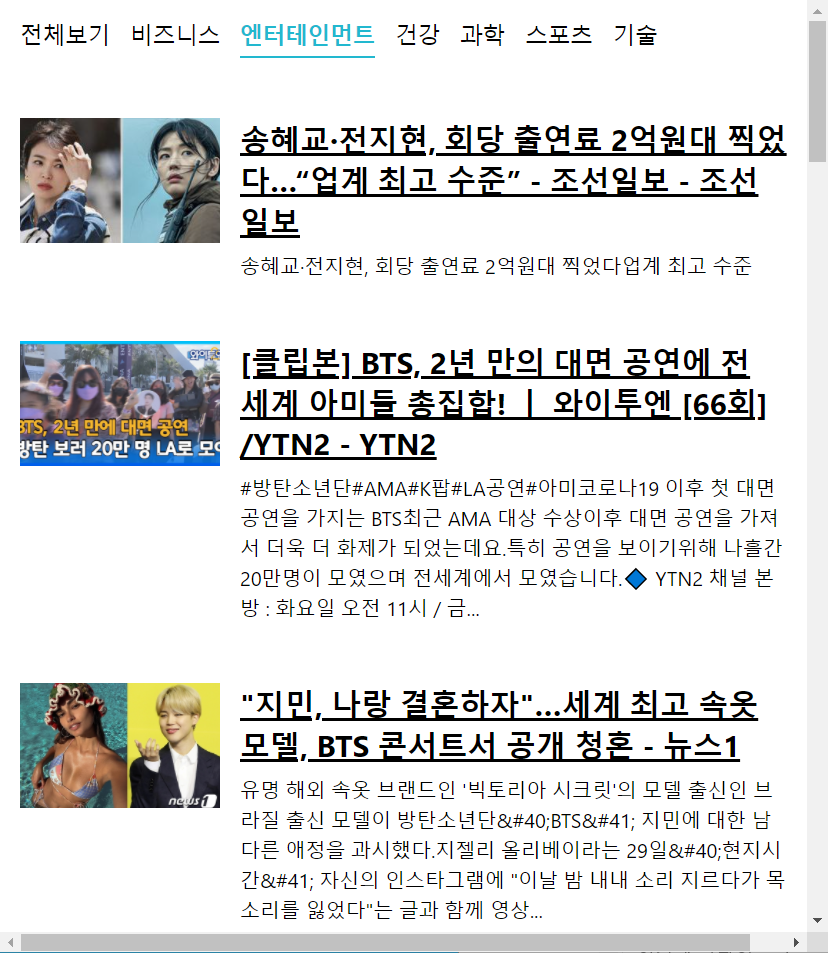 전체보기 비즈니스 엔터테인먼트 건강 과학 스포츠 기술
송혜교·전지현, 회당 출연료 2억원대 찍었
다…“업계 최고 수준” - 조선일보 - 조선
일보
송혜교·전지현, 회당 출연료 2억원대 찍었다업계 최고 수준
와이투엔
BTS, 2년 만에 대면 공연
방탄 보러 20만 명 LA로 모여
[클립본] BTS, 2년 만의 대면 공연에 전
세계 아미들 총집합! ㅣ 와이투엔 [66회]
/YTN2 - YTN2
#방탄소년단#AMA#K팝#LA공연#아미코로나19 이후 첫 대면
공연을 가지는 BTS최근 AMA 대상 수상이후 대면 공연을 가져
서 더욱 더 화제가 되었는데요.특히 공연을 보이기위해 나흘간
20만명이 모였으며 전세계에서 모였습니다.🔷 YTN2 채널 본
방 : 화요일 오전 11시 / 금...
news1
"지민, 나랑 결혼하자"…세계 최고 속옷
모델, BTS 콘서트서 공개 청혼 - 뉴스1
유명 해외 속옷 브랜드인 '빅토리아 시크릿'의 모델 출신인 브
라질 출신 모델이 방탄소년단&#40;BTS&#41; 지민에 대한 남
다른 애정을 과시했다.지젤리 올리베이라는 29일&#40;현지시
간&#41; 자신의 인스타그램에 "이날 밤 내내 소리 지르다가 목
소리를 잃었다"는 글과 함께 영상...